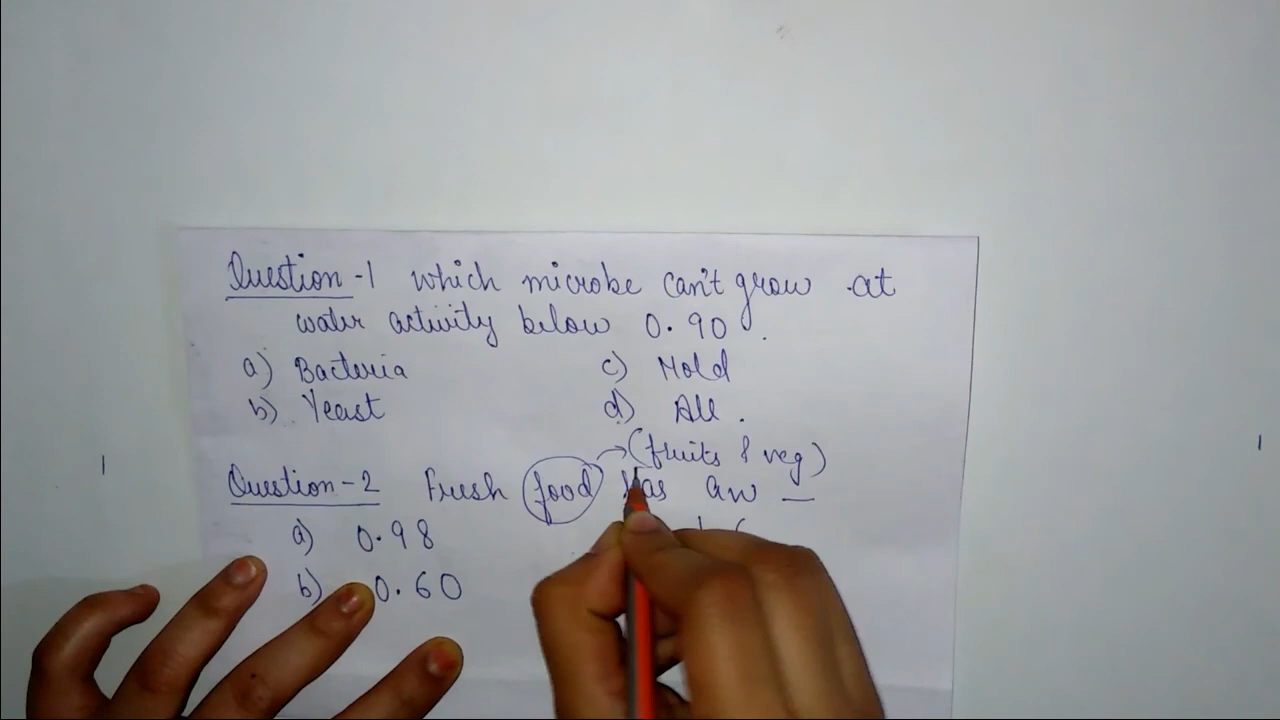 Question-1 which microbe can't grow at
water activity below 0.90.
a) Bacteria c) Mold
b) Yeast d) All.
(fruits & veg)
Question-2 Fresh food has aw —
a) 0.98
b) 0.60